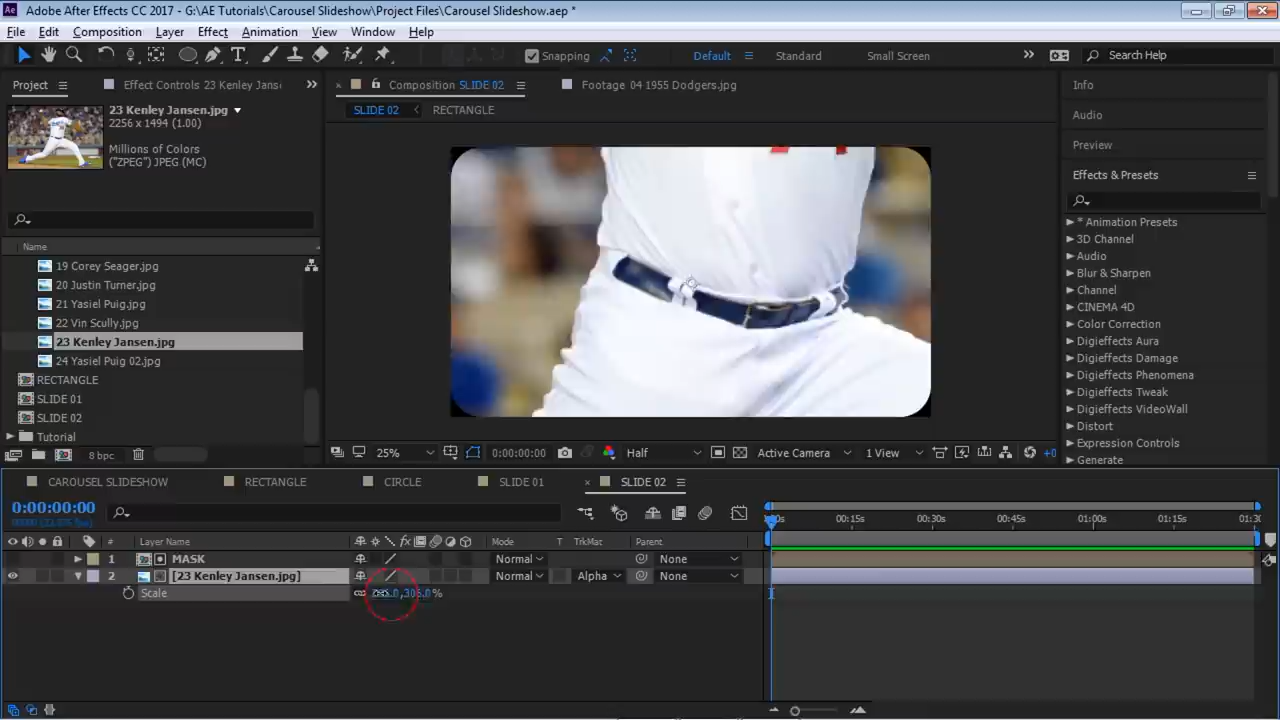 Adobe After Effects CC 2017 - G:\AE Tutorials\Carousel Slideshow\Project Files\Carousel Slideshow.aep *
File Edit Composition Layer Effect Animation View Window Help
Snapping Default Standard Small Screen Search Help
Project Effect Controls 23 Kenley Jans Composition SLIDE 02 Footage 04 1955 Dodgers.jpg Info
23 Kenley Jansen.jpg SLIDE 02 RECTANGLE
2256 x 1494 (1.00) Audio
Millions of Colors
("ZPEG") JPEG (MC)
Preview
Effects & Presets
Name
19 Corey Seager.jpg
20 Justin Turner.jpg
21 Yasiel Puig.jpg
22 Vin Scully.jpg
23 Kenley Jansen.jpg
24 Yasiel Puig 02.jpg
RECTANGLE
SLIDE 01
SLIDE 02
Tutorial
8 bpc
* Animation Presets
3D Channel
Audio
Blur & Sharpen
Channel
CINEMA 4D
Color Correction
Digieffects Aura
Digieffects Damage
Digieffects Phenomena
Digieffects Tweak
Digieffects VideoWall
Distort
Expression Controls
Generate
25% 0:00:00:00 Half Active Camera 1 View +0
CAROUSEL SLIDESHOW RECTANGLE CIRCLE SLIDE 01 SLIDE 02
0:00:00:00
00:15s 00:30s 00:45s 01:00s 01:15s 01:30
# Layer Name Mode T TrkMat Parent
1 MASK Normal None
2 [23 Kenley Jansen.jpg] Normal Alpha None
Scale %